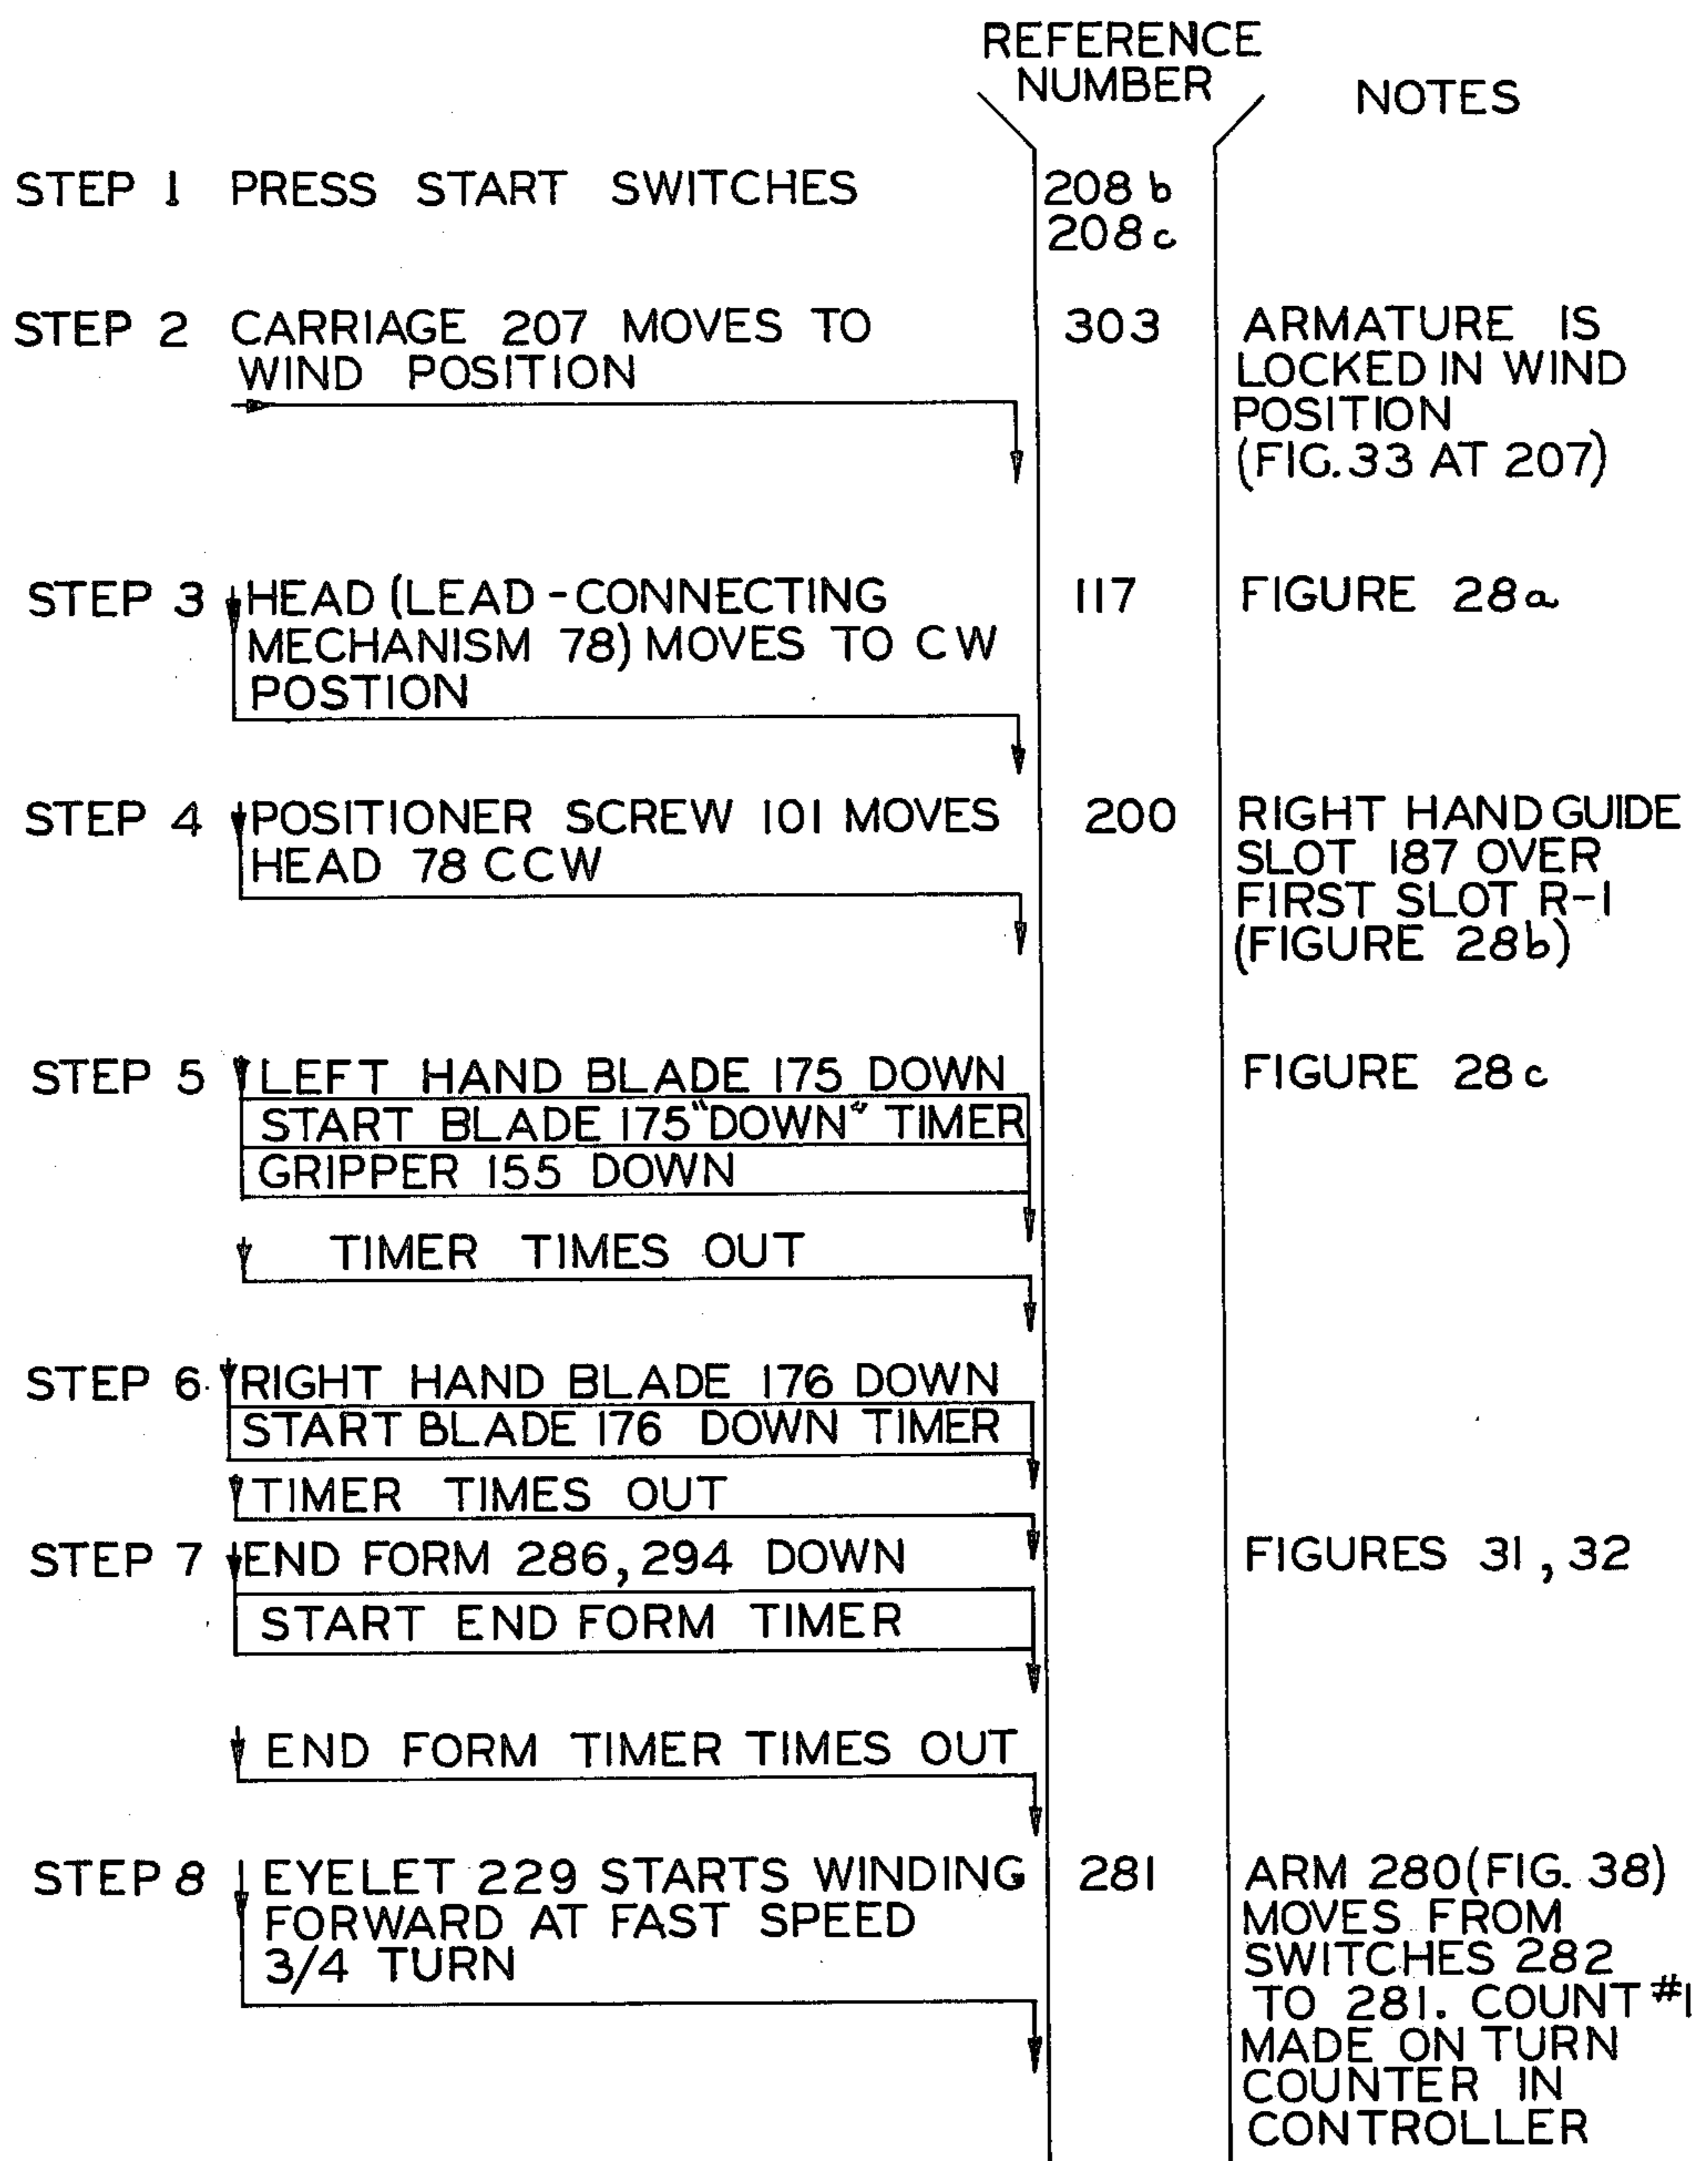 REFERENCE
NUMBER
NOTES
STEP 1 PRESS START SWITCHES
208 b
208 c
STEP 2 CARRIAGE 207 MOVES TO
WIND POSITION
303
ARMATURE IS
LOCKED IN WIND
POSITION
(FIG. 33 AT 207)
STEP 3 HEAD (LEAD-CONNECTING
MECHANISM 78) MOVES TO CW
POSTION
117
FIGURE 28a
STEP 4 POSITIONER SCREW 101 MOVES
HEAD 78 CCW
200
RIGHT HAND GUIDE
SLOT 187 OVER
FIRST SLOT R-1
(FIGURE 28b)
STEP 5 LEFT HAND BLADE 175 DOWN
START BLADE 175 "DOWN" TIMER
GRIPPER 155 DOWN
FIGURE 28c
TIMER TIMES OUT
STEP 6 RIGHT HAND BLADE 176 DOWN
START BLADE 176 DOWN TIMER
TIMER TIMES OUT
STEP 7 END FORM 286, 294 DOWN
START END FORM TIMER
FIGURES 31, 32
END FORM TIMER TIMES OUT
STEP 8 EYELET 229 STARTS WINDING
FORWARD AT FAST SPEED
3/4 TURN
281
ARM 280 (FIG. 38)
MOVES FROM
SWITCHES 282
TO 281. COUNT #1
MADE ON TURN
COUNTER IN
CONTROLLER